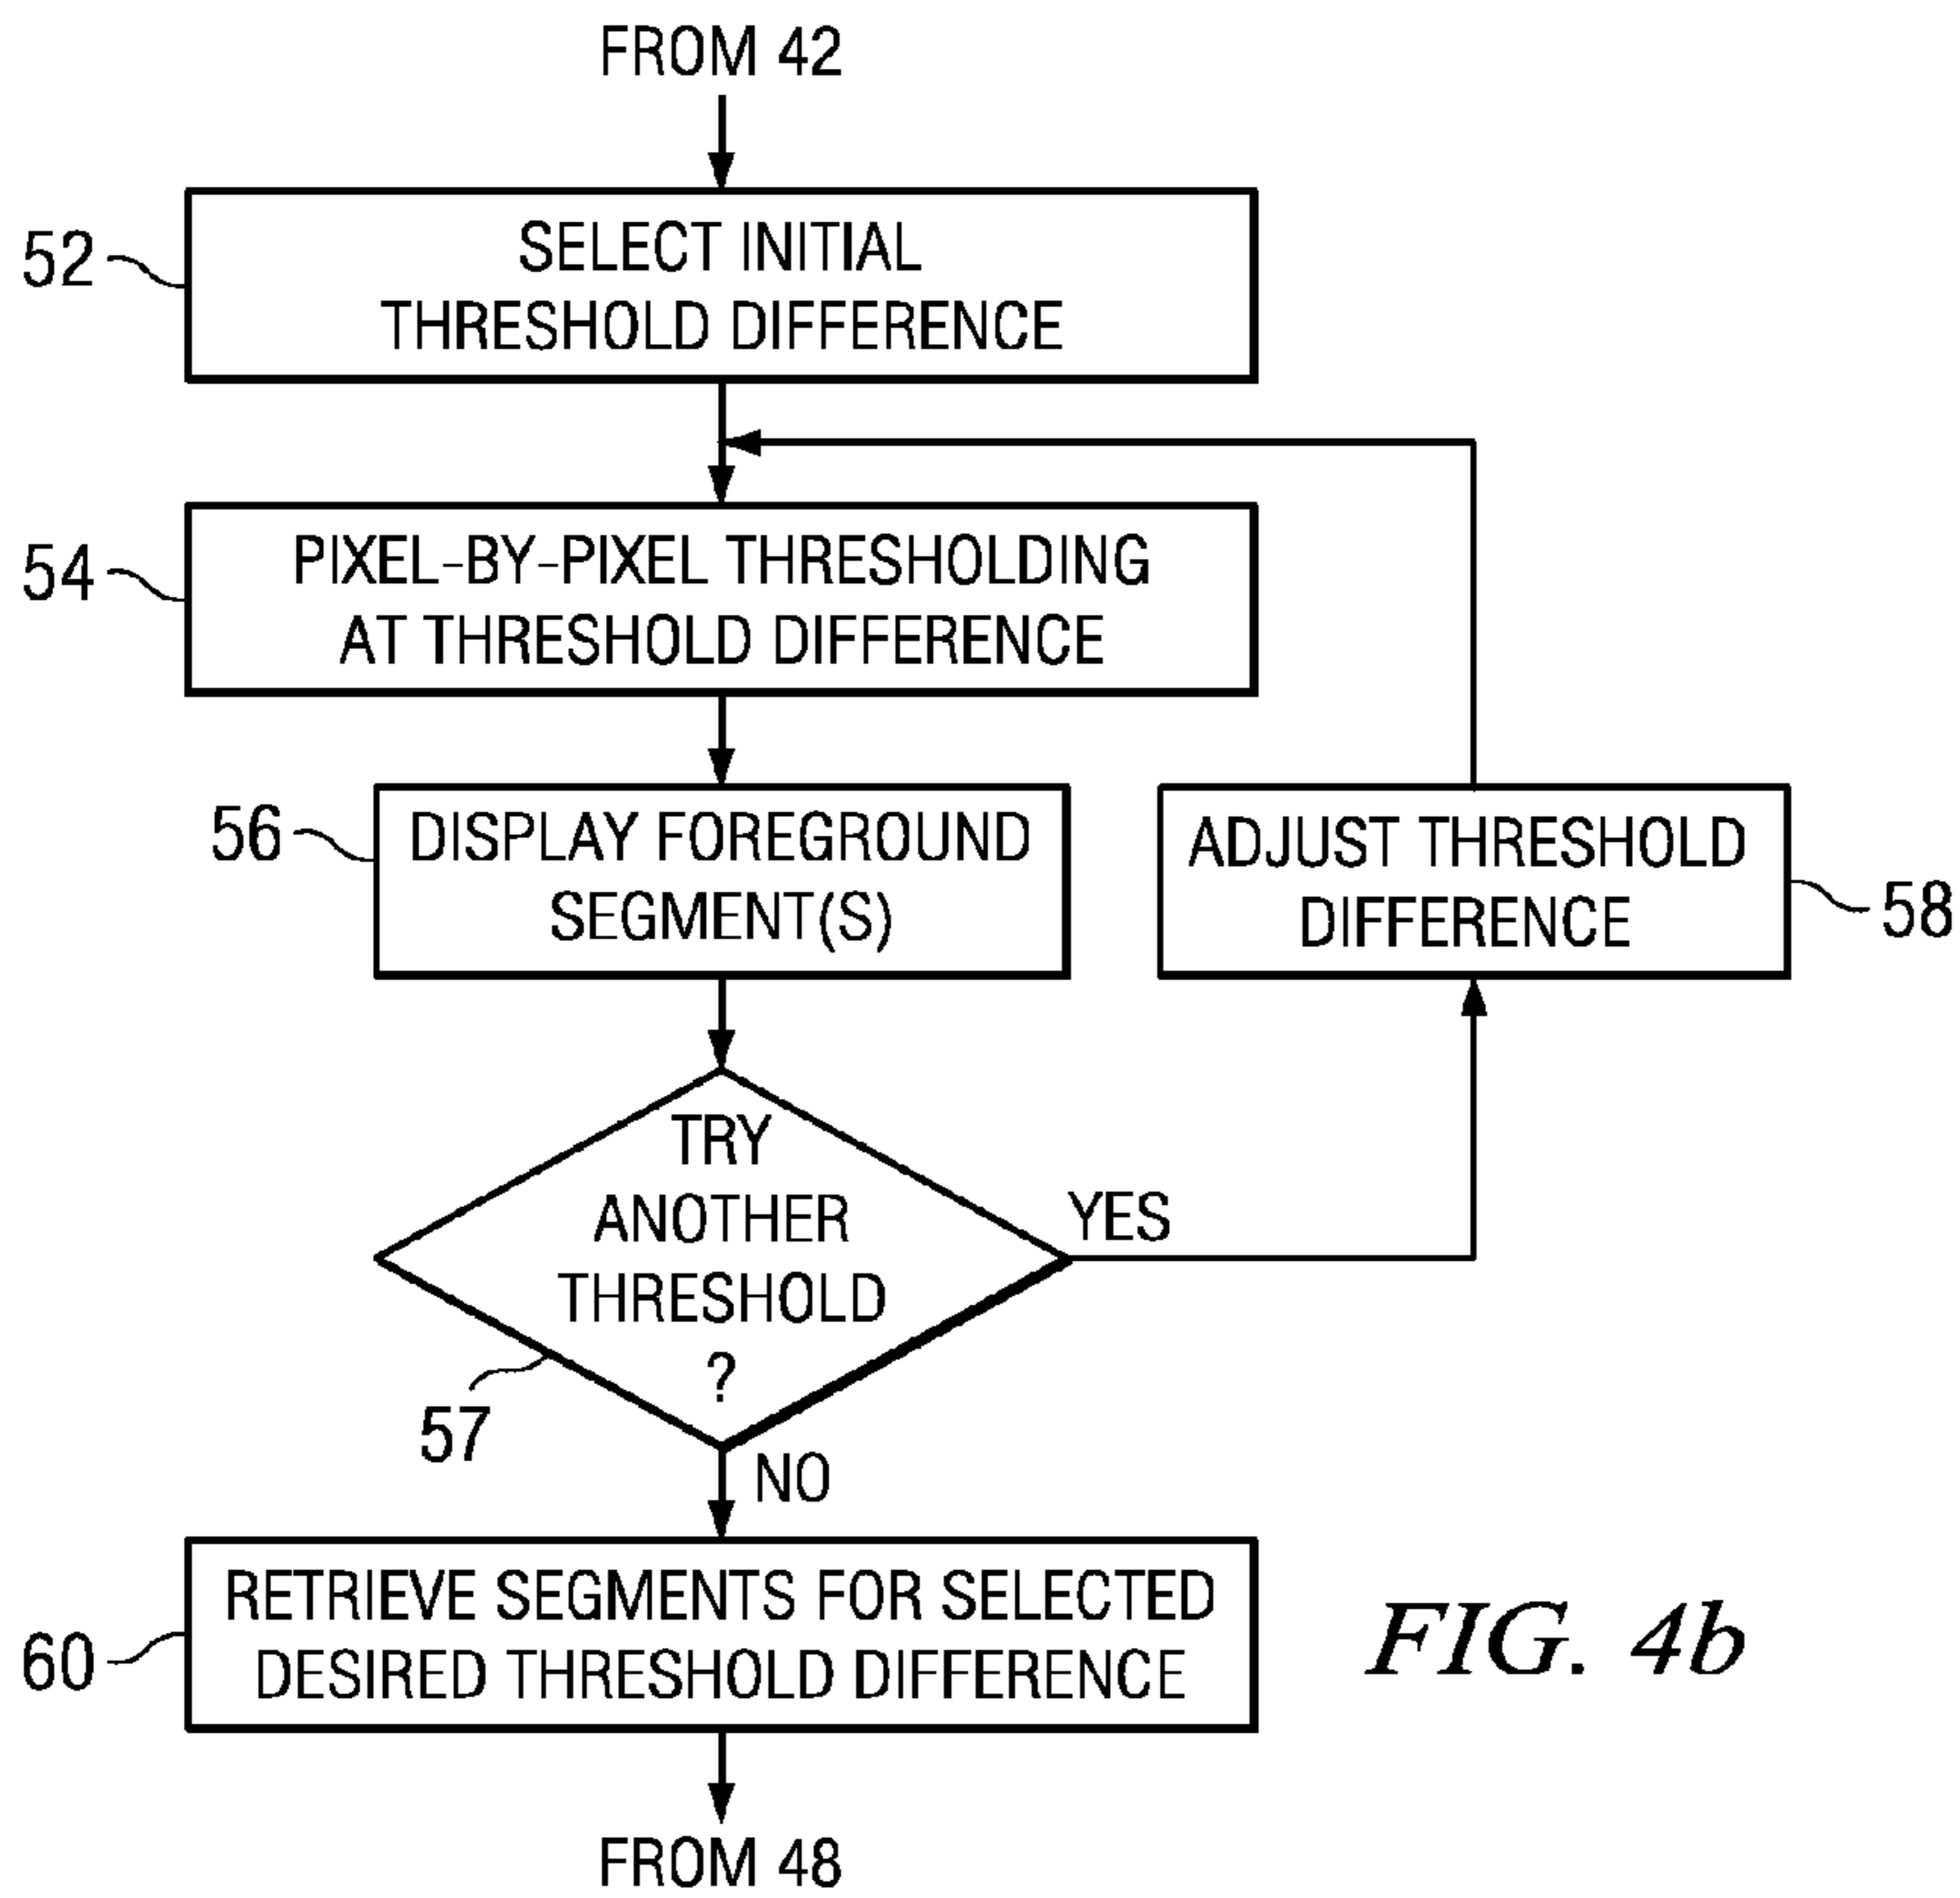 FROM 42
52
SELECT INITIAL
THRESHOLD DIFFERENCE
54
PIXEL-BY-PIXEL THRESHOLDING
AT THRESHOLD DIFFERENCE
56
DISPLAY FOREGROUND
SEGMENT(S)
ADJUST THRESHOLD
DIFFERENCE
58
TRY
ANOTHER
THRESHOLD
?
YES
57
NO
60
RETRIEVE SEGMENTS FOR SELECTED
DESIRED THRESHOLD DIFFERENCE
FIG. 4b
FROM 48